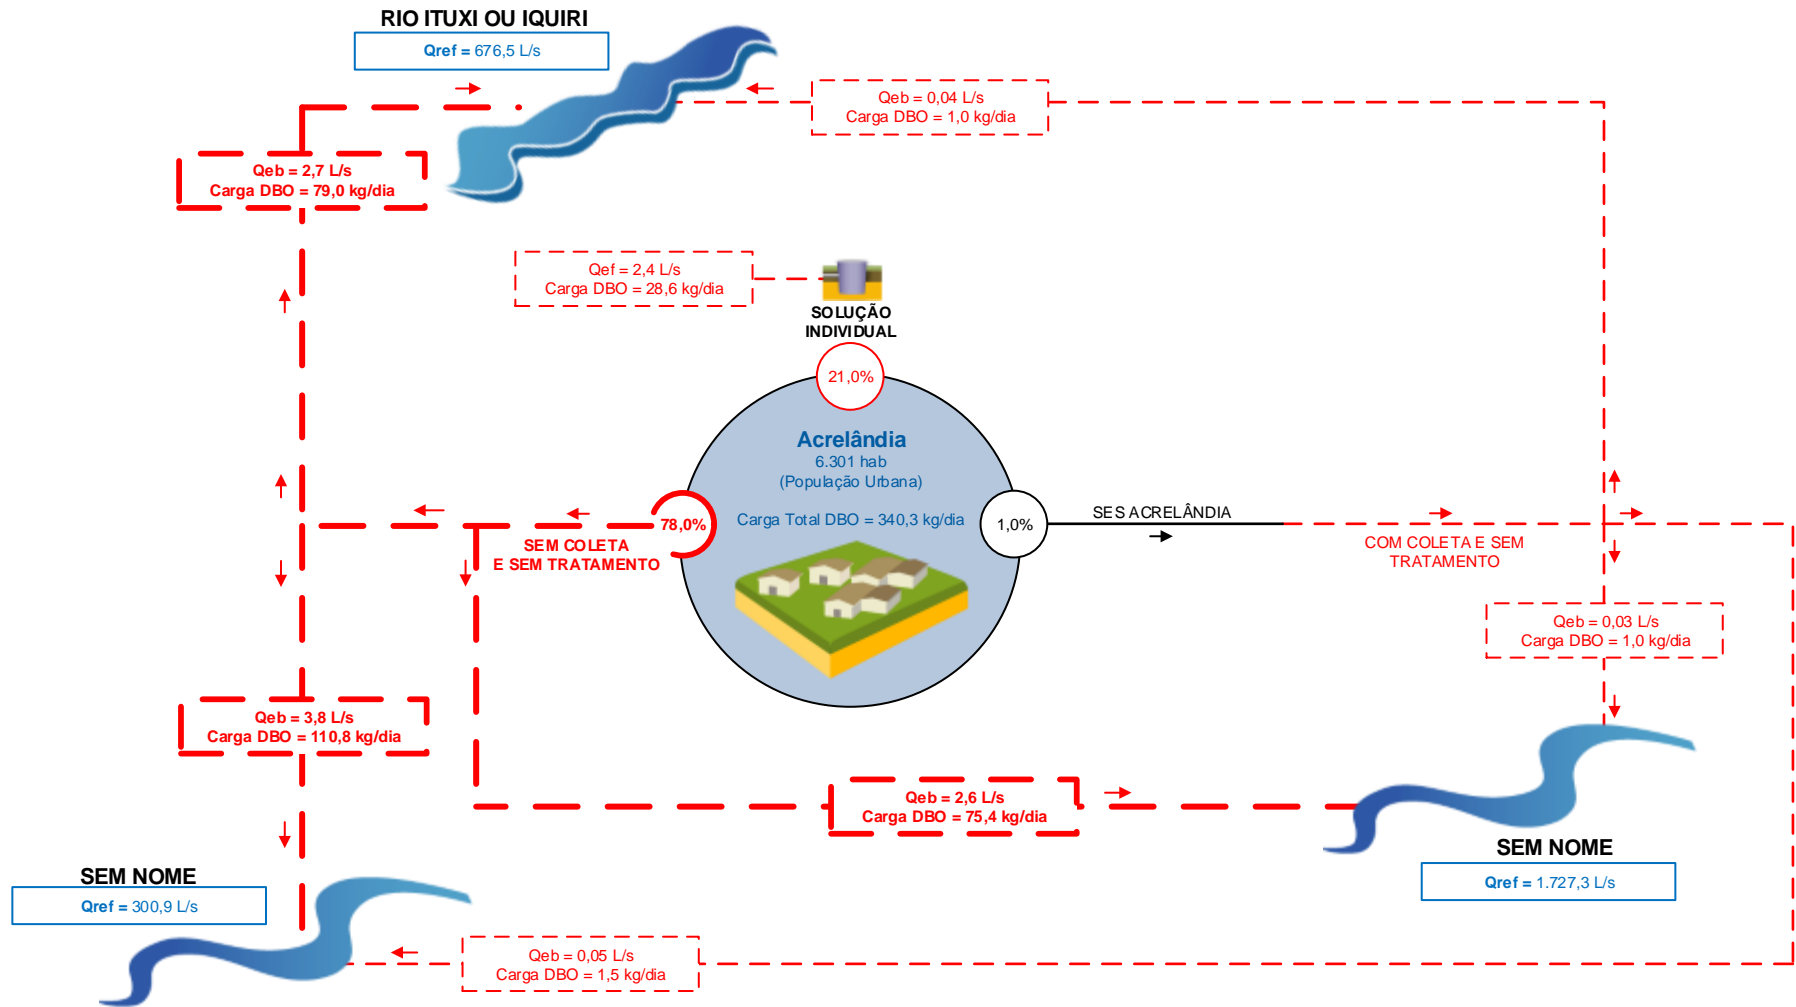 RIO ITUXI OU IQUIRI
Qref = 676,5 L/s
Qeb = 0,04 L/s
Carga DBO = 1,0 kg/dia
Qeb = 2,7 L/s
Carga DBO = 79,0 kg/dia
Qef = 2,4 L/s
Carga DBO = 28,6 kg/dia
SOLUÇÃO
INDIVIDUAL
21,0%
Acrelândia
6.301 hab
(População Urbana)
Carga Total DBO = 340,3 kg/dia
78,0%
SEM COLETA
E SEM TRATAMENTO
1,0%
SES ACRELÂNDIA
COM COLETA E SEM
TRATAMENTO
Qeb = 0,03 L/s
Carga DBO = 1,0 kg/dia
Qeb = 3,8 L/s
Carga DBO = 110,8 kg/dia
Qeb = 2,6 L/s
Carga DBO = 75,4 kg/dia
SEM NOME
Qref = 1.727,3 L/s
SEM NOME
Qref = 300,9 L/s
Qeb = 0,05 L/s
Carga DBO = 1,5 kg/dia